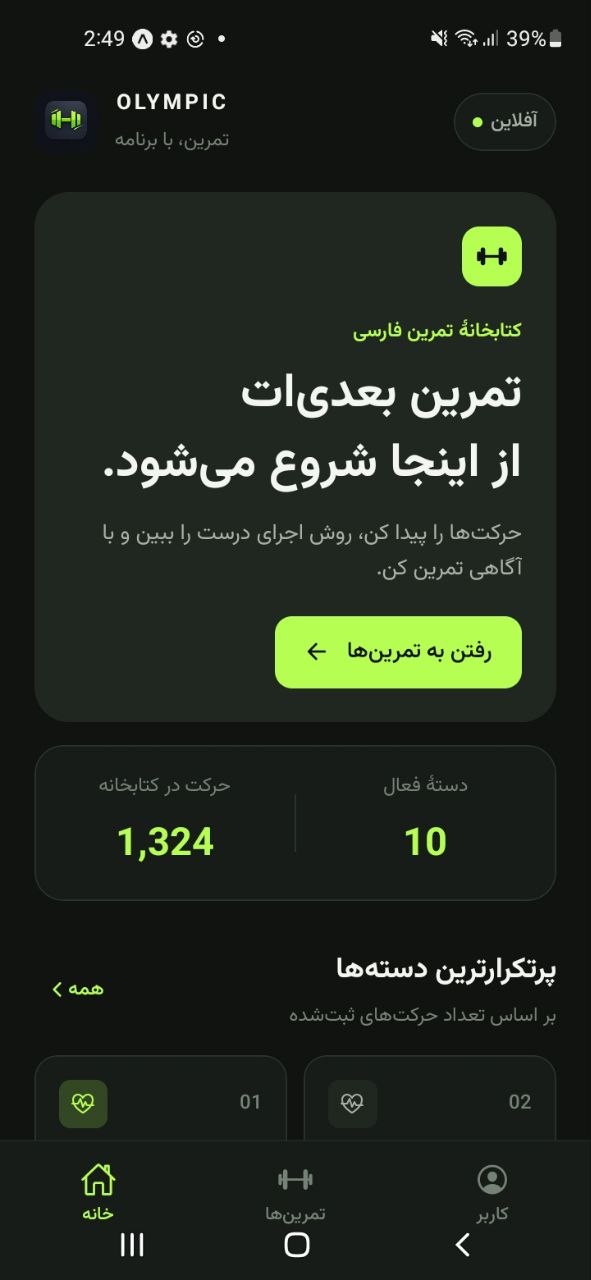 2:49
39%
OLYMPIC
تمرین، با برنامه
آفلاین
کتابخانهٔ تمرین فارسی
تمرین بعدی‌ات
از اینجا شروع می‌شود.
حرکت‌ها را پیدا کن، روش اجرای درست را ببین و با
آگاهی تمرین کن.
رفتن به تمرین‌ها
دستهٔ فعال
10
حرکت در کتابخانه
1,324
پرتکرارترین دسته‌ها
همه
بر اساس تعداد حرکت‌های ثبت‌شده
02
01
کاربر
تمرین‌ها
خانه